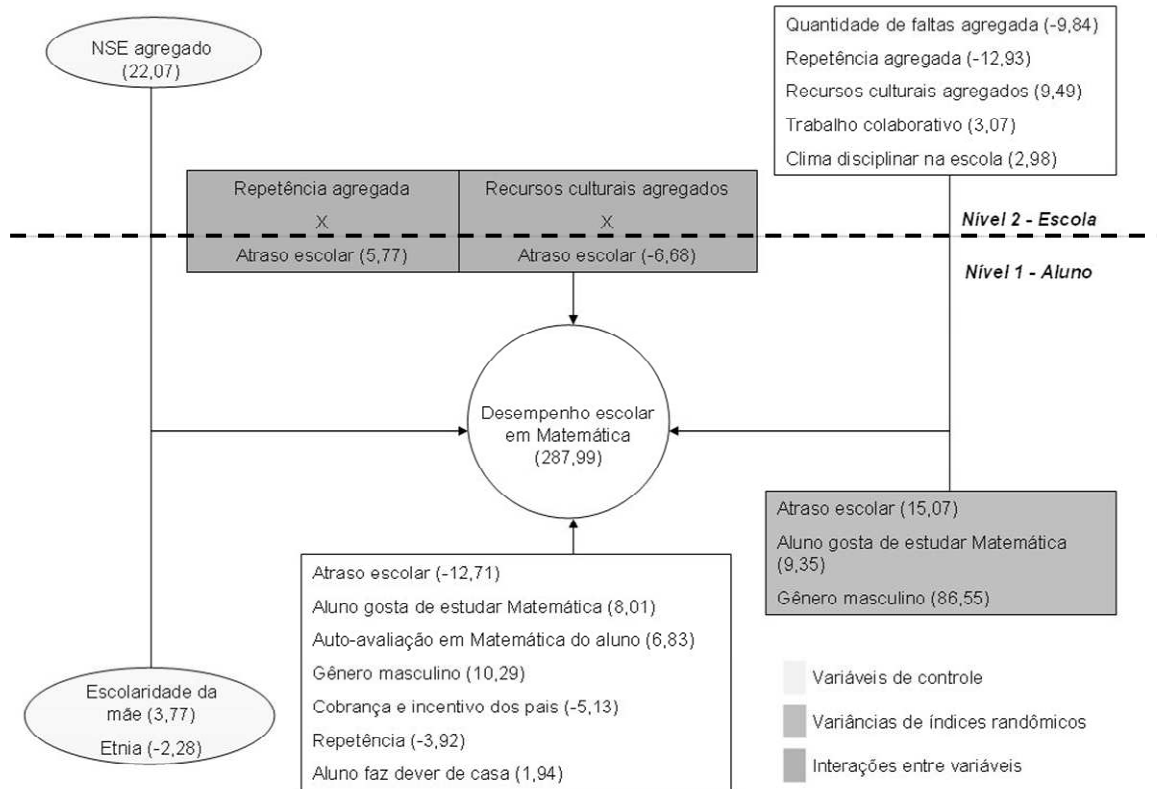 NSE agregado
(22,07)
Quantidade de faltas agregada (-9,84)
Repetência agregada (-12,93)
Recursos culturais agregados (9,49)
Trabalho colaborativo (3,07)
Clima disciplinar na escola (2,98)
Repetência agregada
X
Atraso escolar (5,77)
Recursos culturais agregados
X
Atraso escolar (-6,68)
Nível 2 - Escola
Nível 1 - Aluno
Desempenho escolar
em Matemática
(287,99)
Atraso escolar (15,07)
Aluno gosta de estudar Matemática
(9,35)
Gênero masculino (86,55)
Atraso escolar (-12,71)
Aluno gosta de estudar Matemática (8,01)
Auto-avaliação em Matemática do aluno (6,83)
Gênero masculino (10,29)
Cobrança e incentivo dos pais (-5,13)
Repetência (-3,92)
Aluno faz dever de casa (1,94)
Escolaridade da
mãe (3,77)
Etnia (-2,28)
Variáveis de controle
Variâncias de índices randômicos
Interações entre variáveis